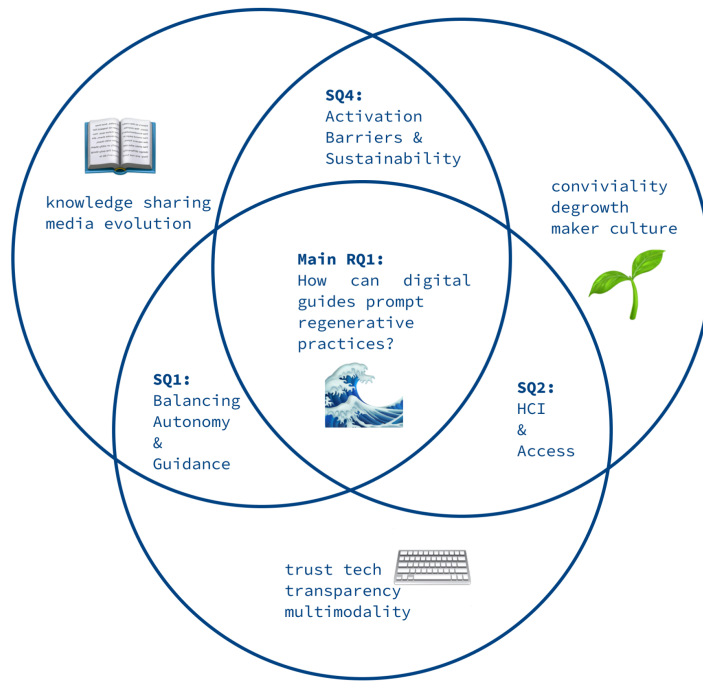 SQ4:
Activation
Barriers &
Sustainability
knowledge sharing
media evolution
conviviality
degrowth
maker culture
Main RQ1:
How can digital
guides prompt
regenerative
practices?
SQ1:
Balancing
Autonomy
&
Guidance
SQ2:
HCI
&
Access
trust tech
transparency
multimodality